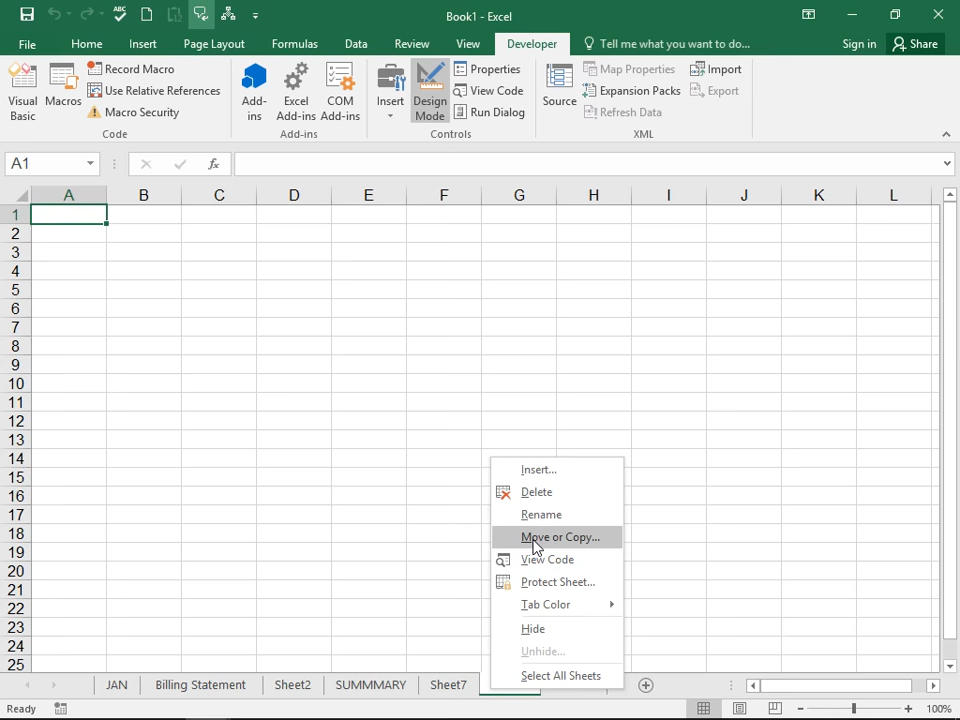 Book1 - Excel
File Home Insert Page Layout Formulas Data Review View Developer Tell me what you want to do... Sign in Share
Visual Basic
Macros
Record Macro
Use Relative References
Macro Security
Code
Add-ins
Excel Add-ins
COM Add-ins
Add-ins
Insert
Design Mode
Properties
View Code
Run Dialog
Controls
Source
Map Properties
Expansion Packs
Refresh Data
Import
Export
XML
A1 fx
A B C D E F G H I J K L
1
2
3
4
5
6
7
8
9
10
11
12
13
14
15
16
17
18
19
20
21
22
23
24
25
Insert...
Delete
Rename
Move or Copy...
View Code
Protect Sheet...
Tab Color
Hide
Unhide...
Select All Sheets
JAN Billing Statement Sheet2 SUMMMARY Sheet7
Ready 100%